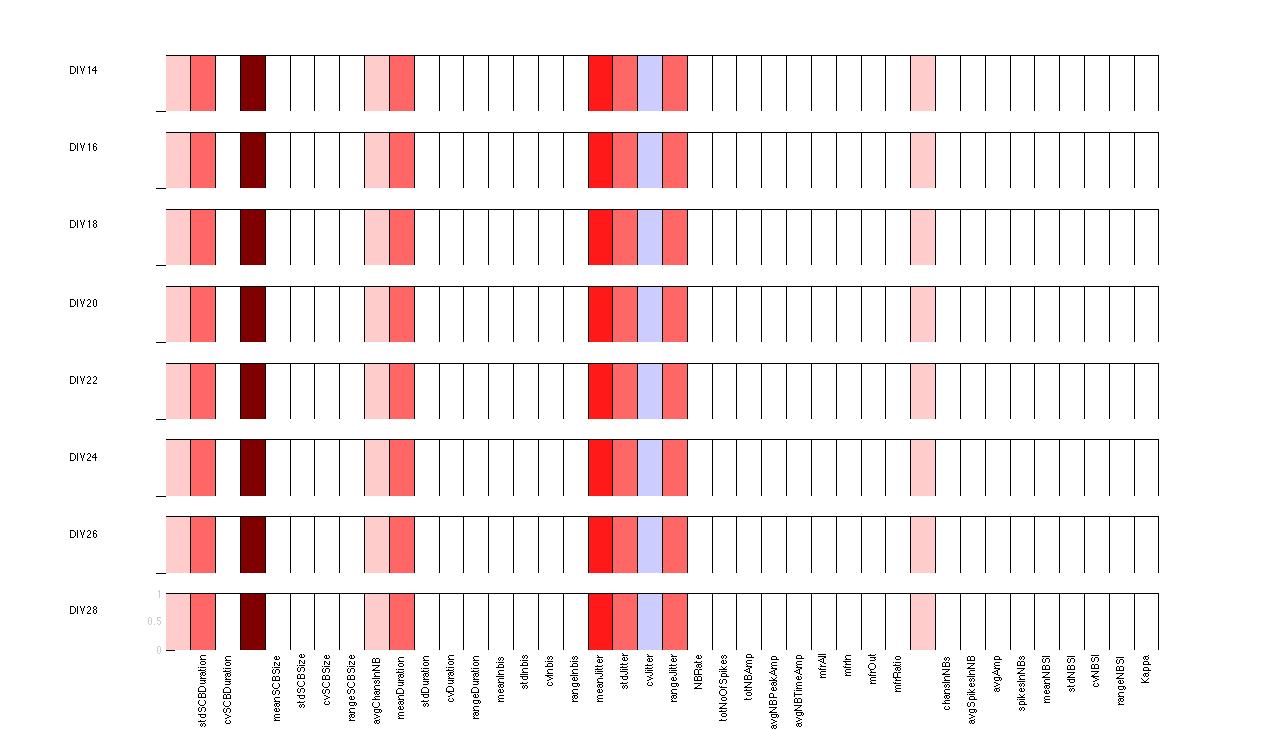 DIV14
DIV16
DIV18
DIV20
DIV22
DIV24
DIV26
DIV28
1
0.5
0
stdSCBDuration
cvSCBDuration
meanSCBSize
stdSCBSize
cvSCBSize
rangeSCBSize
avgChansInNB
meanDuration
stdDuration
cvDuration
rangeDuration
meanInbis
stdInbis
cvInbis
rangeInbis
meanJitter
stdJitter
cvJitter
rangeJitter
NBRate
totNoOfSpikes
totNBAmp
avgNBPeakAmp
avgNBTimeAmp
mfrAll
mfrIn
mfrOut
mfrRatio
chansInNBs
avgSpikesInNB
avgAmp
spikesInNBs
meanNBSI
stdNBSI
cvNBSI
rangeNBSI
Kappa